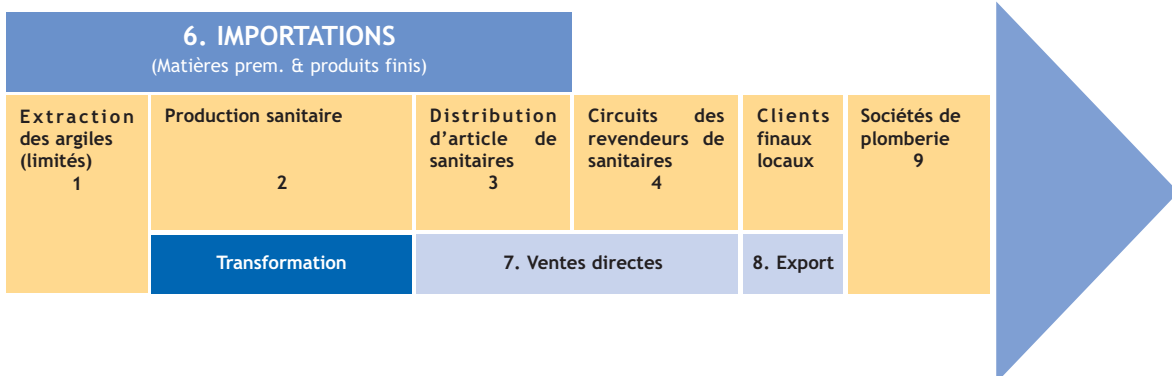 6. IMPORTATIONS
(Matières prem. & produits finis)
Extraction
des argiles
(limités)
1
Production sanitaire
2
Distribution
d’article de
sanitaires
3
Circuits des
revendeurs de
sanitaires
4
Clients
finaux
locaux
Sociétés de
plomberie
9
Transformation
7. Ventes directes
8. Export